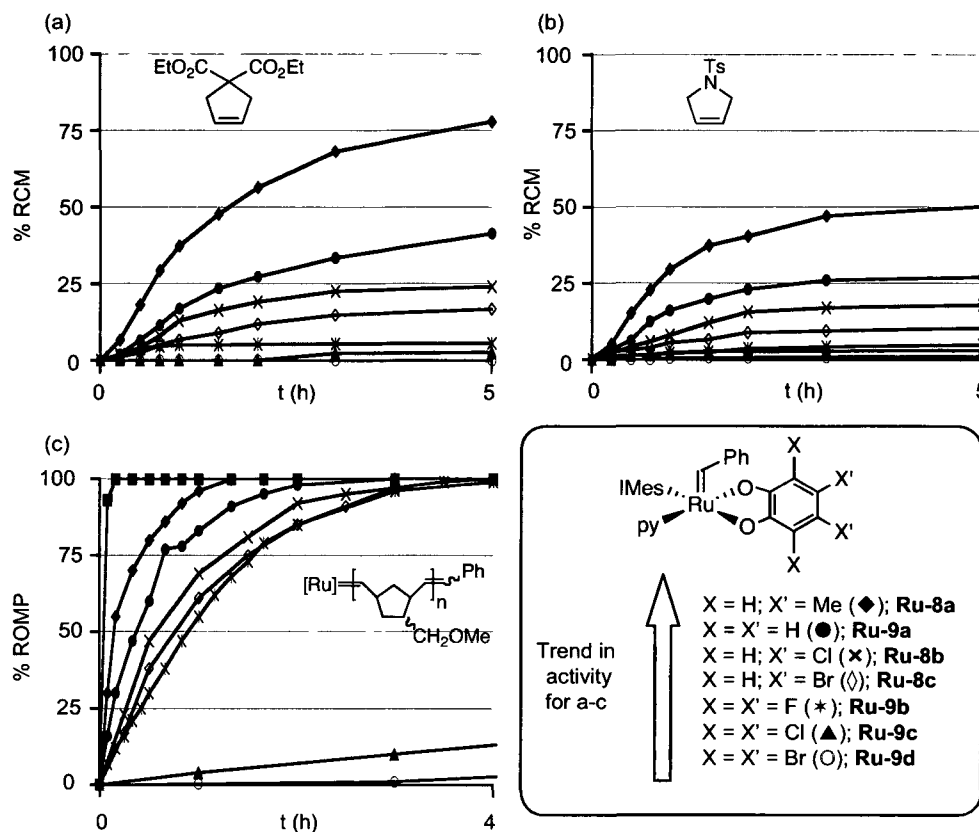 (a)
100
75
50
25
0
% RCM
EtO₂C CO₂Et
0 5
t (h)
(b)
100
75
50
25
0
% RCM
Ts
N
0 5
t (h)
(c)
100
75
50
25
0
% ROMP
[Ru] Ph
n
CH₂OMe
0 4
t (h)
Ph
X
IMes Ru O X'
py O X'
X
Trend in
activity
for a-c
X = H; X' = Me (◆); Ru-8a
X = X' = H (●); Ru-9a
X = H; X' = Cl (×); Ru-8b
X = H; X' = Br (◇); Ru-8c
X = X' = F (✶); Ru-9b
X = X' = Cl (▲); Ru-9c
X = X' = Br (○); Ru-9d